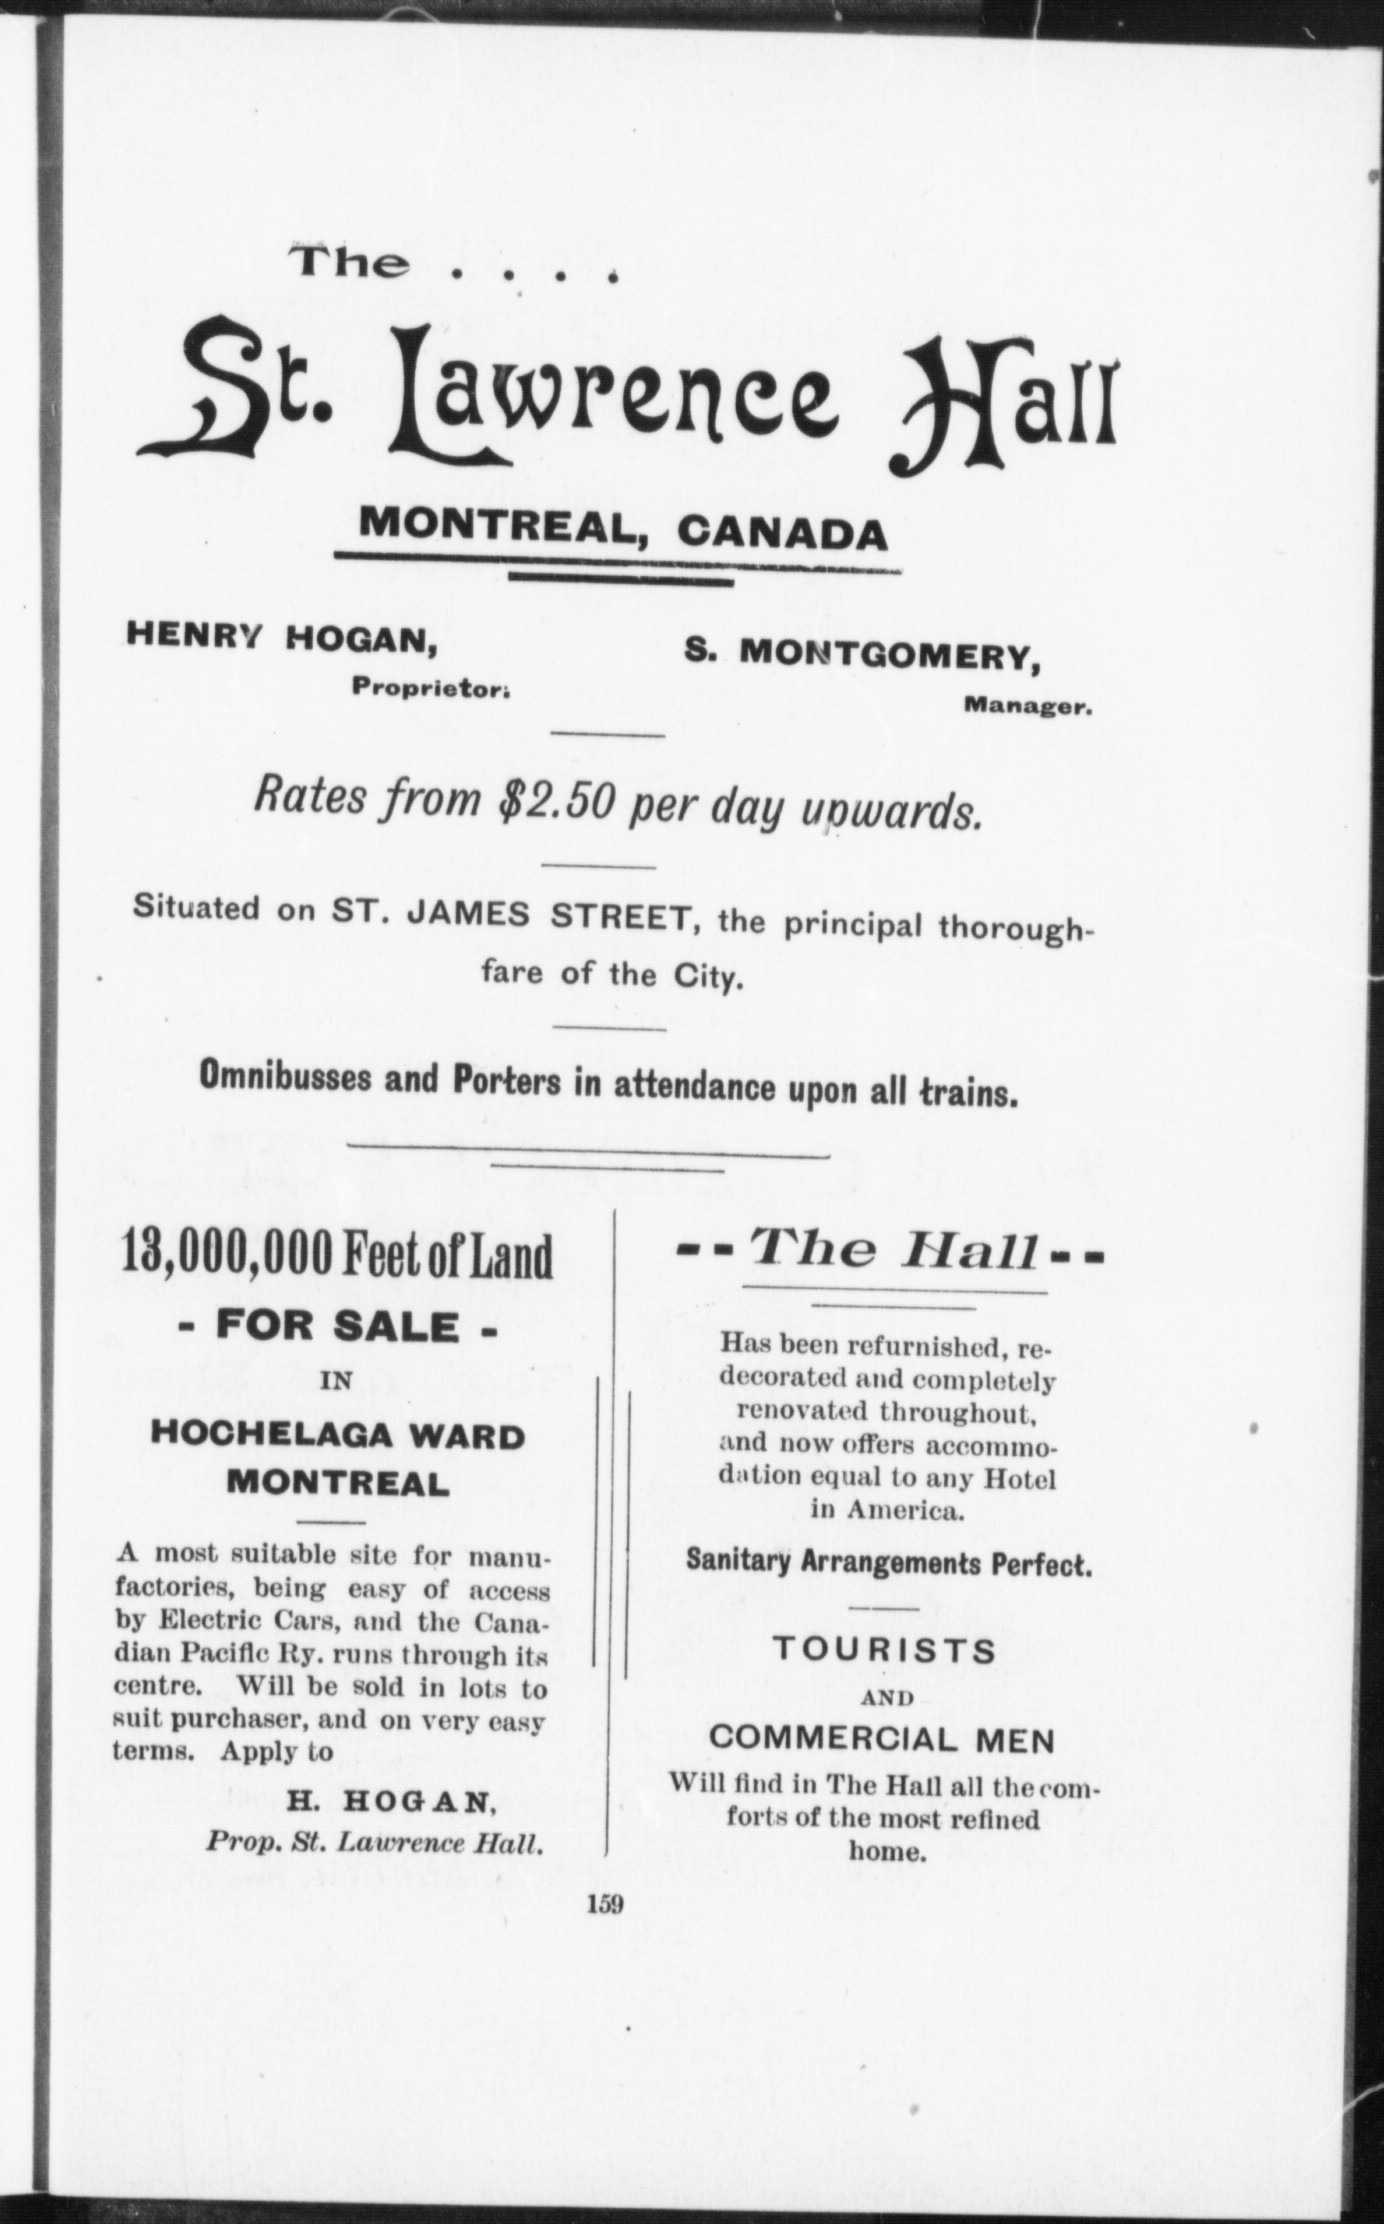 The . . . .
St. Lawrence Hall
MONTREAL, CANADA
HENRY HOGAN,
Proprietor.
S. MONTGOMERY,
Manager.
Rates from $2.50 per day upwards.
Situated on ST. JAMES STREET, the principal thorough-
fare of the City.
Omnibusses and Porters in attendance upon all trains.
13,000,000 Feet of Land
- FOR SALE -
IN
HOCHELAGA WARD
MONTREAL
A most suitable site for manu-
factories, being easy of access
by Electric Cars, and the Cana-
dian Pacific Ry. runs through its
centre. Will be sold in lots to
suit purchaser, and on very easy
terms. Apply to
H. HOGAN,
Prop. St. Lawrence Hall.
--The Hall--
Has been refurnished, re-
decorated and completely
renovated throughout,
and now offers accommo-
dation equal to any Hotel
in America.
Sanitary Arrangements Perfect.
TOURISTS
AND
COMMERCIAL MEN
Will find in The Hall all the com-
forts of the most refined
home.
159